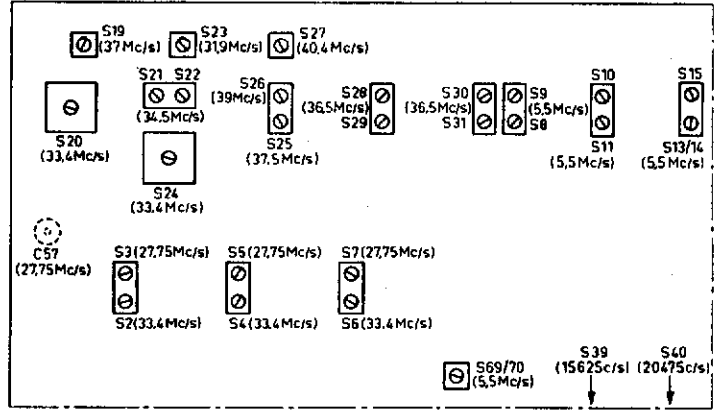 S19
(37Mc/s)
S23
(31,9Mc/s)
S27
(40.4Mc/s)
S21 S22
(34,5Mc/s)
S26
(39Mc/s)
S25
(37.5Mc/s)
S28
(36,5Mc/s)
S29
S30
(36,5Mc/s)
S31
S9
(5,5Mc/s)
S8
S10
S11
(5,5Mc/s)
S15
S13/14
(5,5Mc/s)
S20
(33,4Mc/s)
S24
(33.4Mc/s)
C57
(27,75Mc/s)
S3(27,75Mc/s)
S2(33.4Mc/s)
S5(27,75Mc/s)
S4(33.4Mc/s)
S7(27,75Mc/s)
S6(33.4Mc/s)
S69/70
(5,5Mc/s)
S39
(15625c/s)
S40
(20475c/s)